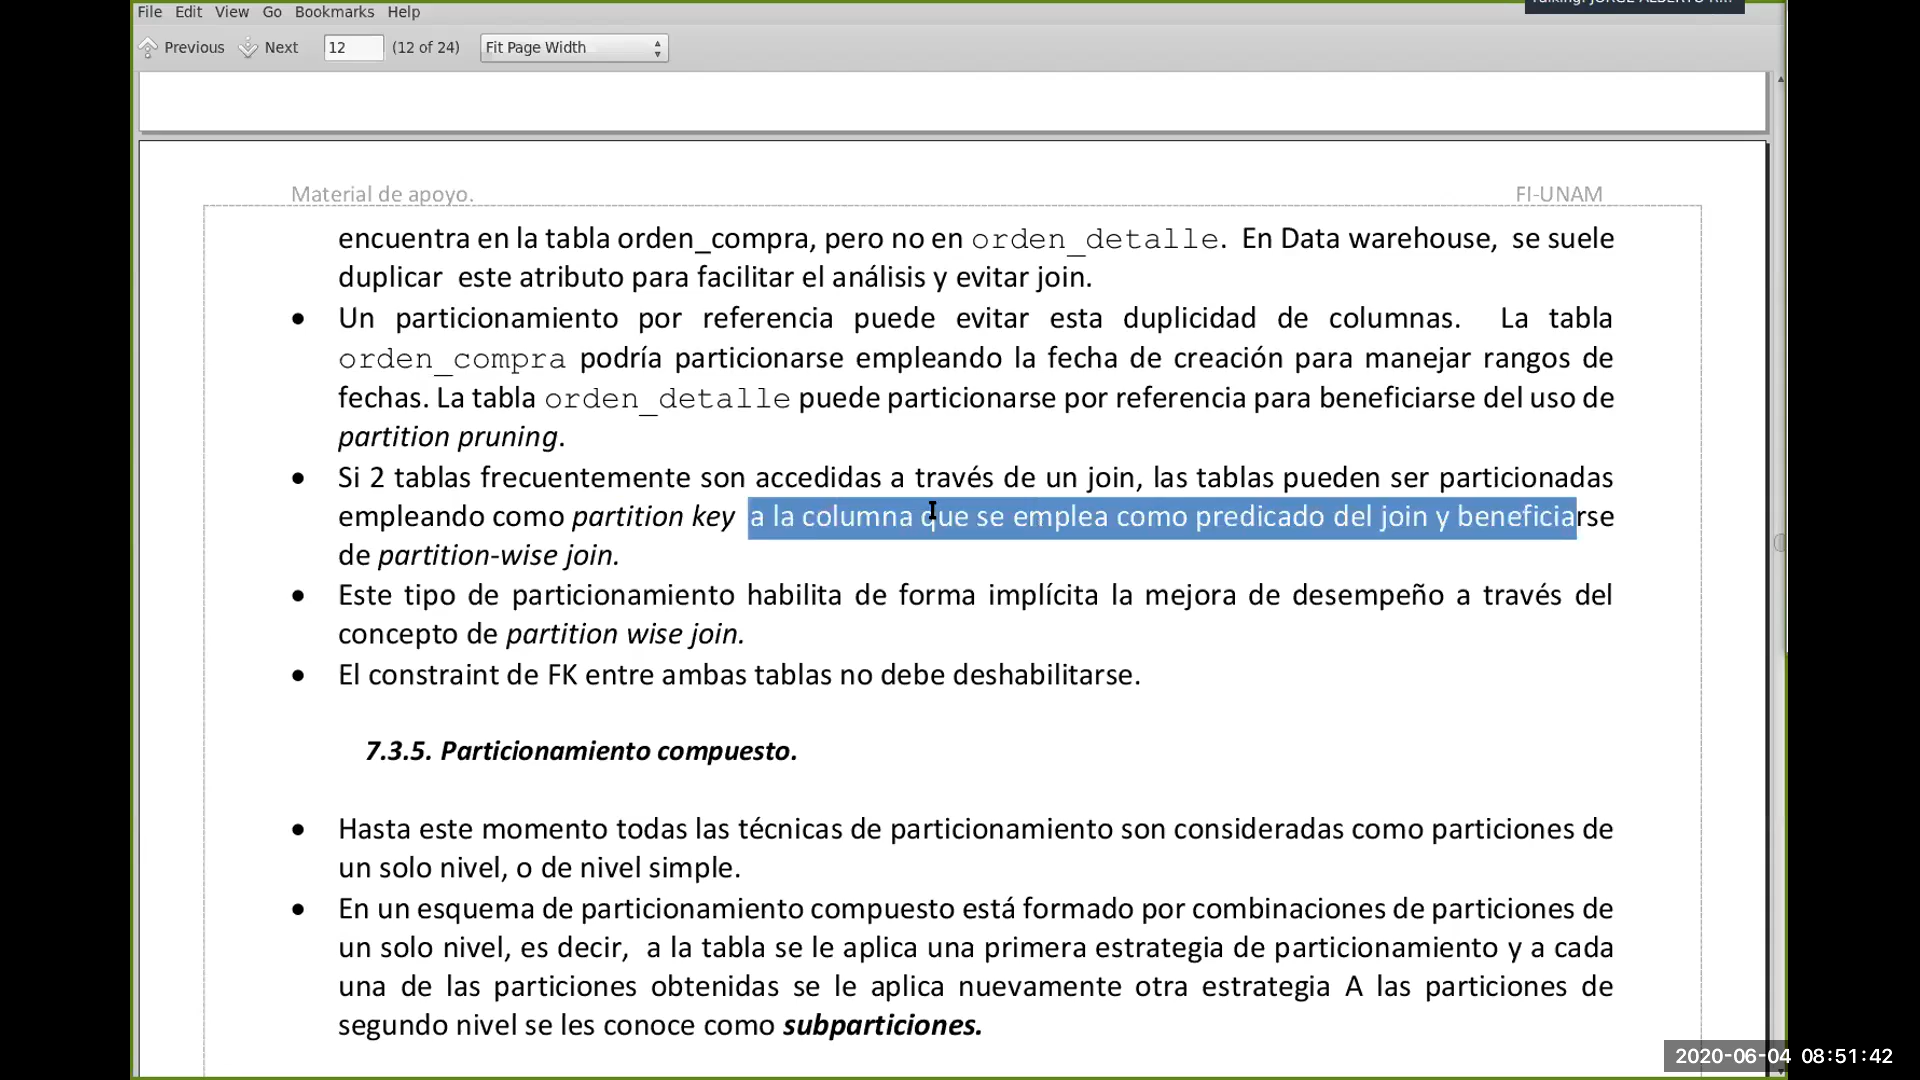 File Edit View Go Bookmarks Help
Previous Next 12 (12 of 24) Fit Page Width
Material de apoyo. FI-UNAM
encuentra en la tabla orden_compra, pero no en orden_detalle. En Data warehouse, se suele
duplicar este atributo para facilitar el análisis y evitar join.
• Un particionamiento por referencia puede evitar esta duplicidad de columnas. La tabla
orden_compra podría particionarse empleando la fecha de creación para manejar rangos de
fechas. La tabla orden_detalle puede particionarse por referencia para beneficiarse del uso de
partition pruning.
• Si 2 tablas frecuentemente son accedidas a través de un join, las tablas pueden ser particionadas
empleando como partition key a la columna que se emplea como predicado del join y beneficiarse
de partition-wise join.
• Este tipo de particionamiento habilita de forma implícita la mejora de desempeño a través del
concepto de partition wise join.
• El constraint de FK entre ambas tablas no debe deshabilitarse.
7.3.5. Particionamiento compuesto.
• Hasta este momento todas las técnicas de particionamiento son consideradas como particiones de
un solo nivel, o de nivel simple.
• En un esquema de particionamiento compuesto está formado por combinaciones de particiones de
un solo nivel, es decir, a la tabla se le aplica una primera estrategia de particionamiento y a cada
una de las particiones obtenidas se le aplica nuevamente otra estrategia A las particiones de
segundo nivel se les conoce como subparticiones.
2020-06-04 08:51:42